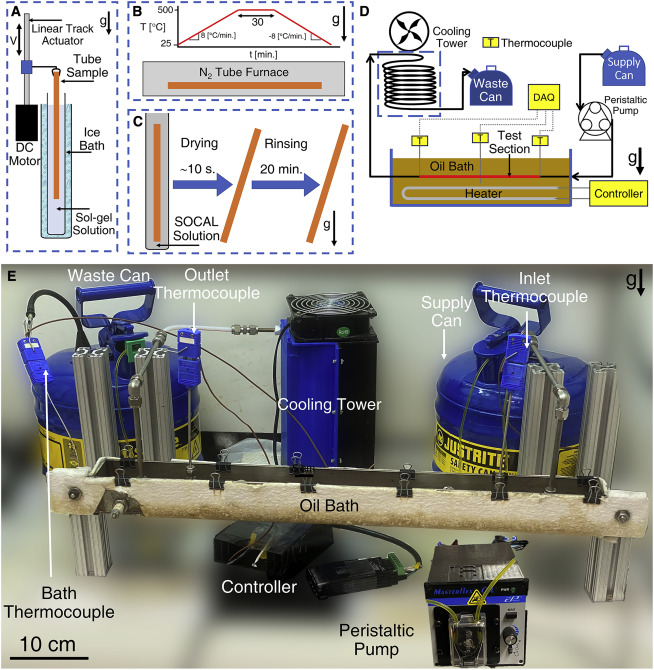 A
Linear Track
Actuator
g
V
Tube
Sample
DC
Motor
Ice
Bath
Sol-gel
Solution
B
500
T [°C]
25
30
8 [°C/min.]
-8 [°C/min.]
g
t [min.]
N2 Tube Furnace
C
Drying
Rinsing
~10 s.
20 min.
SOCAL
Solution
g
D
Cooling
Tower
T Thermocouple
Waste
Can
DAQ
Supply
Can
Peristaltic
Pump
T
T
T
Test
Section
Oil Bath
Heater
Controller
g
E
Waste Can
Outlet
Thermocouple
Supply
Can
Inlet
Thermocouple
g
Cooling Tower
JUSTRITE
SAFETY CAN
Oil Bath
Controller
Bath
Thermocouple
Peristaltic
Pump
10 cm